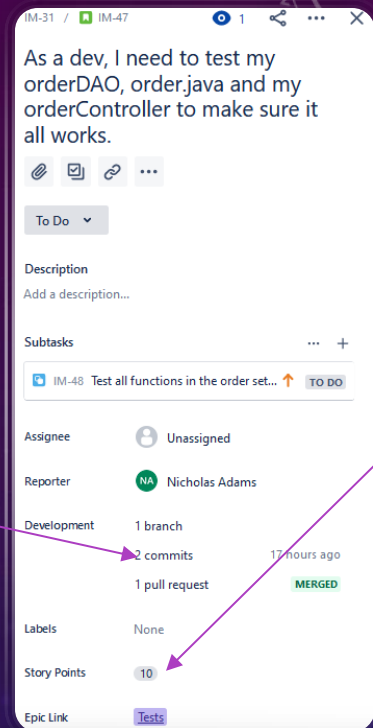 IM-31 / IM-47
1
As a dev, I need to test my
orderDAO, order.java and my
orderController to make sure it
all works.
To Do
Description
Add a description...
Subtasks
IM-48 Test all functions in the order set... TO DO
Assignee
Unassigned
Reporter
NA Nicholas Adams
Development
1 branch
2 commits 17 hours ago
1 pull request MERGED
Labels
None
Story Points
10
Epic Link
Tests